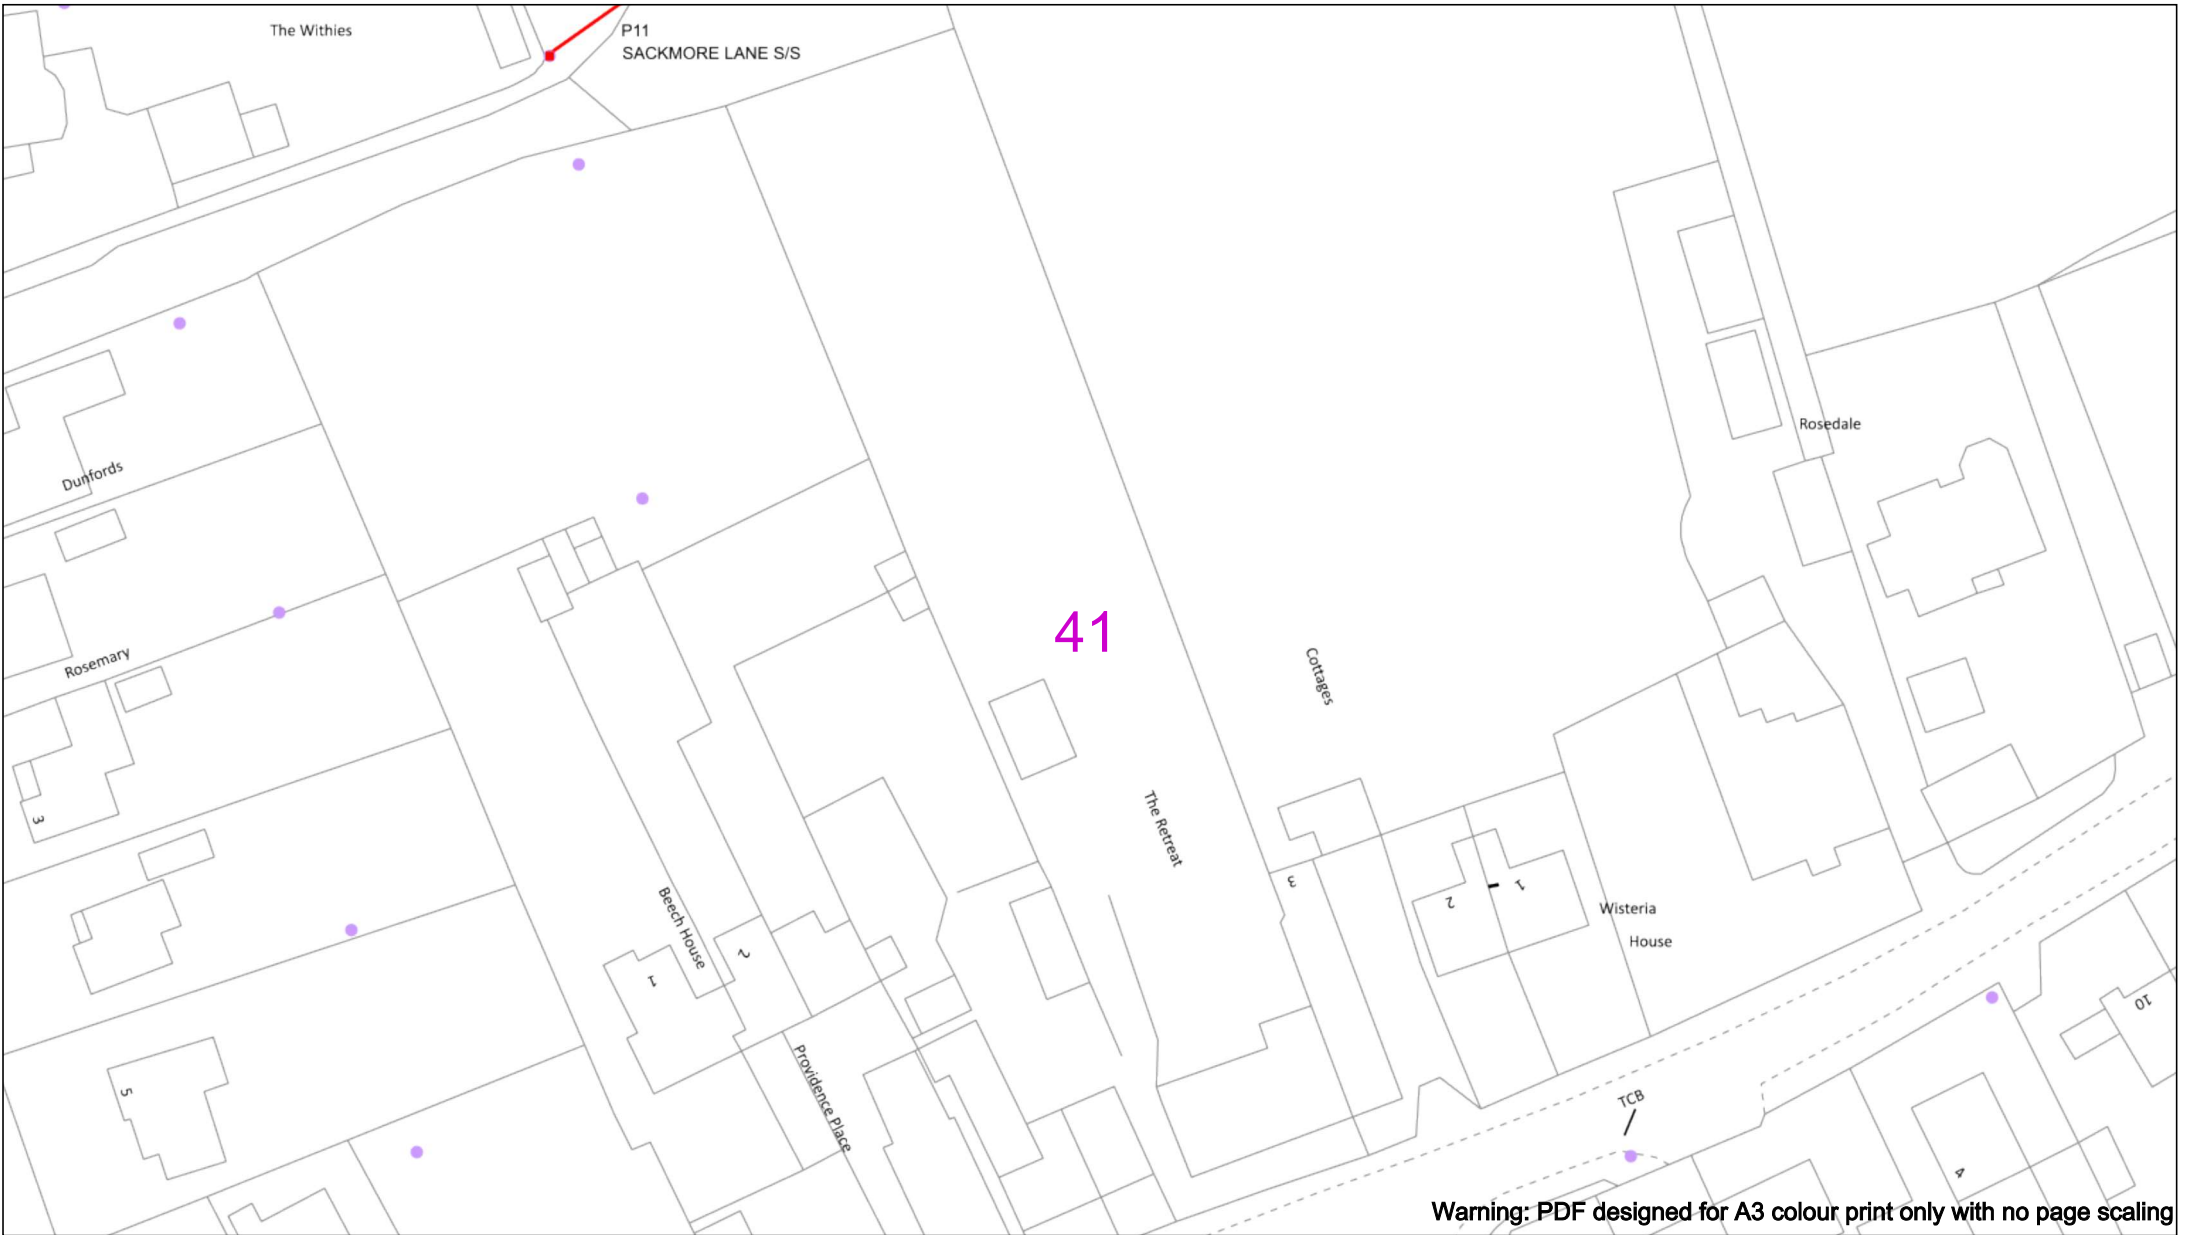 The Withies
P11
SACKMORE LANE S/S
Rosedale
Dunfords
41
Rosemary
Cottages
The Retreat
3
3
2
1
Wisteria
House
Beech House
1
2
10
Providence Place
5
TCB
4
Warning: PDF designed for A3 colour print only with no page scaling